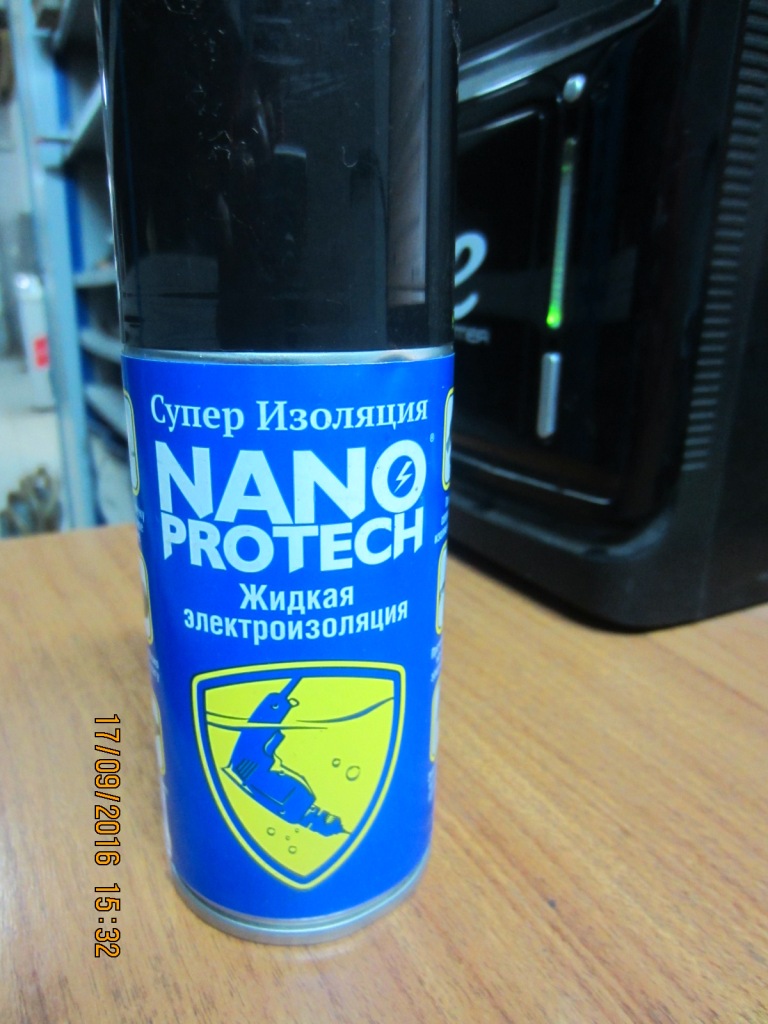 Супер Изоляция
NANO
PROTECH
®
Жидкая
электроизоляция
e
17/09/2016 15:32